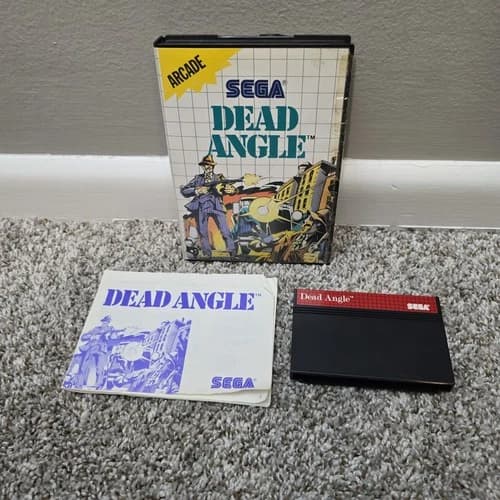 ARCADE
SEGA®
DEAD
ANGLE™
DEAD ANGLE™
SEGA
Dead Angle™
SEGA